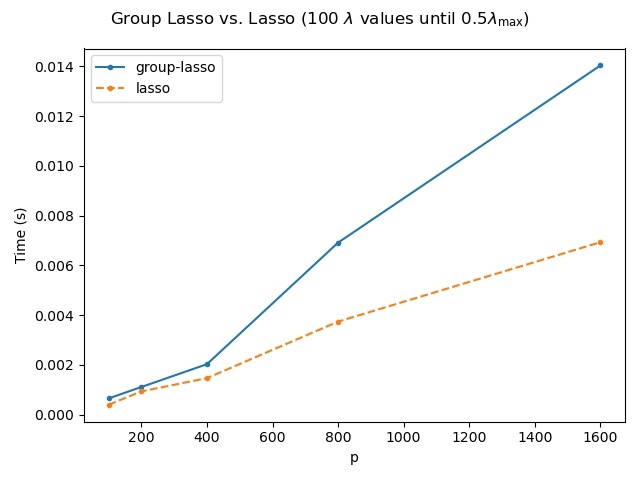 Group Lasso vs. Lasso (100 λ values until 0.5λmax)
group-lasso
lasso
Time (s)
0.014
0.012
0.010
0.008
0.006
0.004
0.002
0.000
200 400 600 800 1000 1200 1400 1600
p